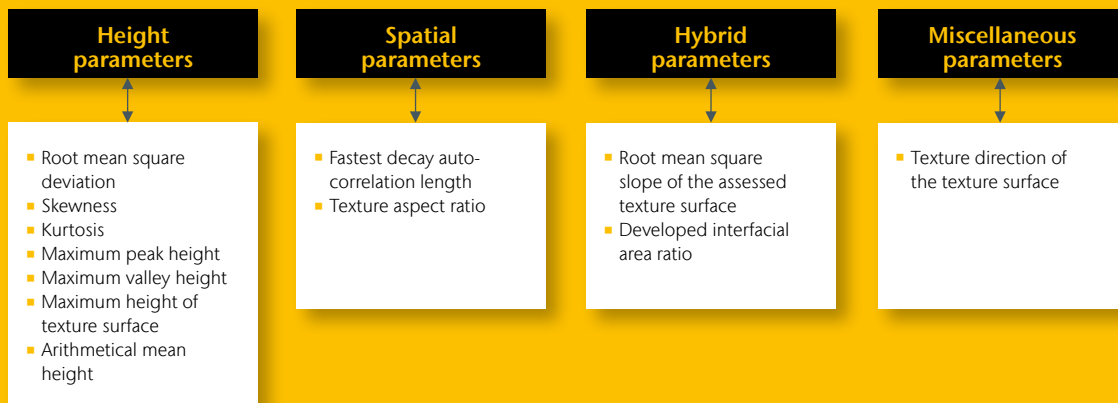 Height
parameters
Root mean square
deviation
Skewness
Kurtosis
Maximum peak height
Maximum valley height
Maximum height of
texture surface
Arithmetical mean
height
Spatial
parameters
Fastest decay auto-
correlation length
Texture aspect ratio
Hybrid
parameters
Root mean square
slope of the assessed
texture surface
Developed interfacial
area ratio
Miscellaneous
parameters
Texture direction of
the texture surface